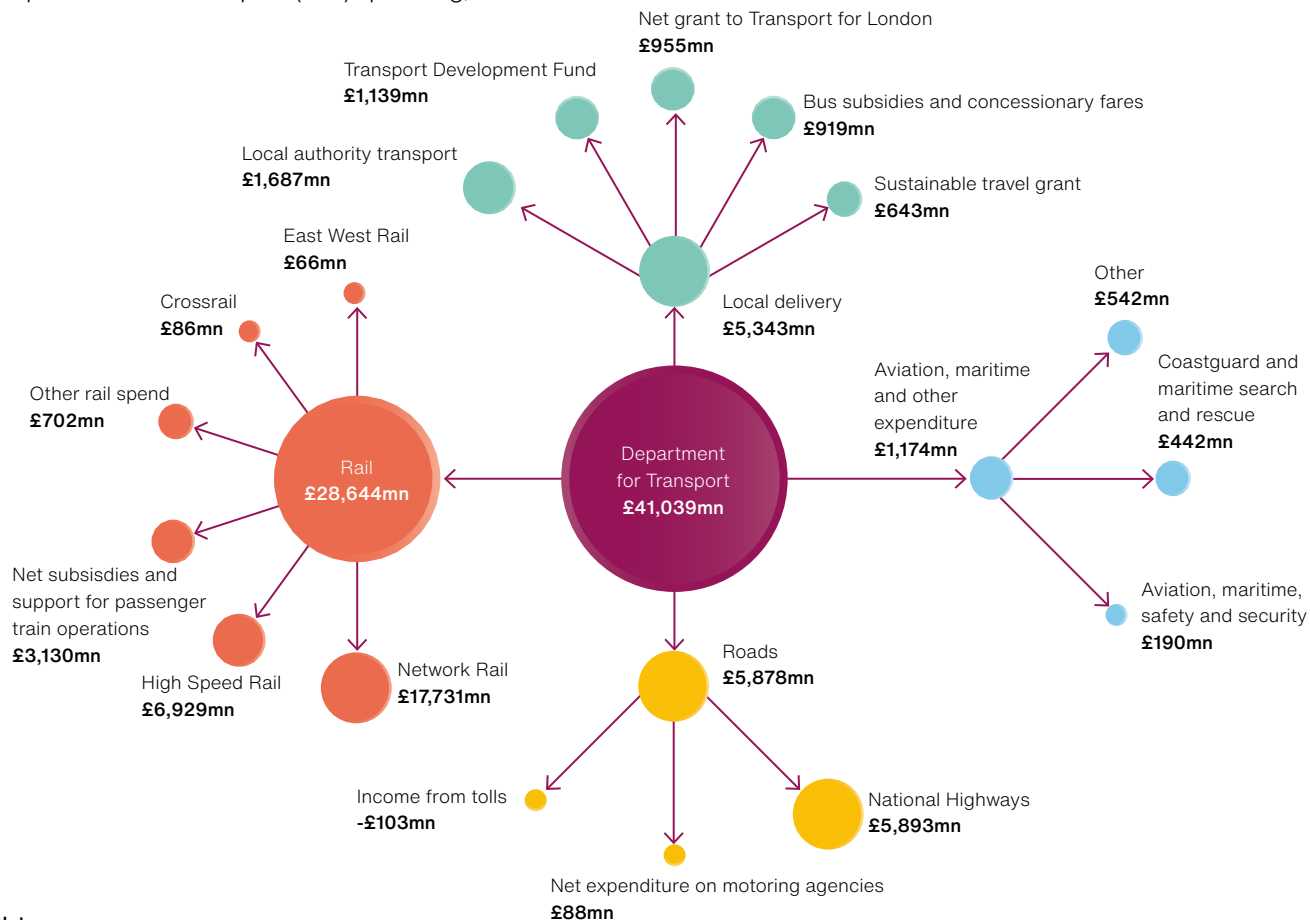 Net grant to Transport for London
£955mn
Transport Development Fund
£1,139mn
Bus subsidies and concessionary fares
£919mn
Local authority transport
£1,687mn
Sustainable travel grant
£643mn
East West Rail
£66mn
Crossrail
£86mn
Other rail spend
£702mn
Local delivery
£5,343mn
Other
£542mn
Aviation, maritime
and other
expenditure
£1,174mn
Coastguard and
maritime search
and rescue
£442mn
Rail
£28,644mn
Department
for Transport
£41,039mn
Net subsisdies and
support for passenger
train operations
£3,130mn
Aviation, maritime,
safety and security
£190mn
High Speed Rail
£6,929mn
Network Rail
£17,731mn
Roads
£5,878mn
Income from tolls
-£103mn
National Highways
£5,893mn
Net expenditure on motoring agencies
£88mn